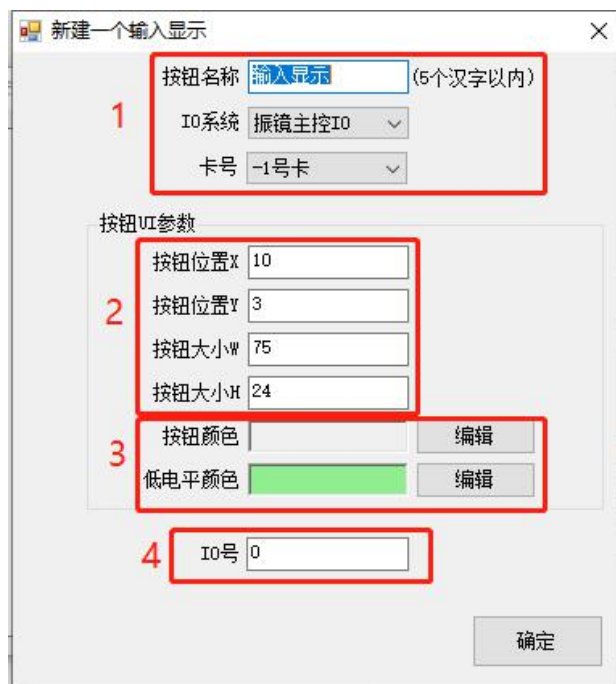 新建一个输入显示
1
按钮名称 输入显示 (5个汉字以内)
IO系统 振镜主控IO
卡号 -1号卡
按钮UI参数
2
按钮位置X 10
按钮位置Y 3
按钮大小W 75
按钮大小H 24
3
按钮颜色 编辑
低电平颜色 编辑
4 IO号 0
确定